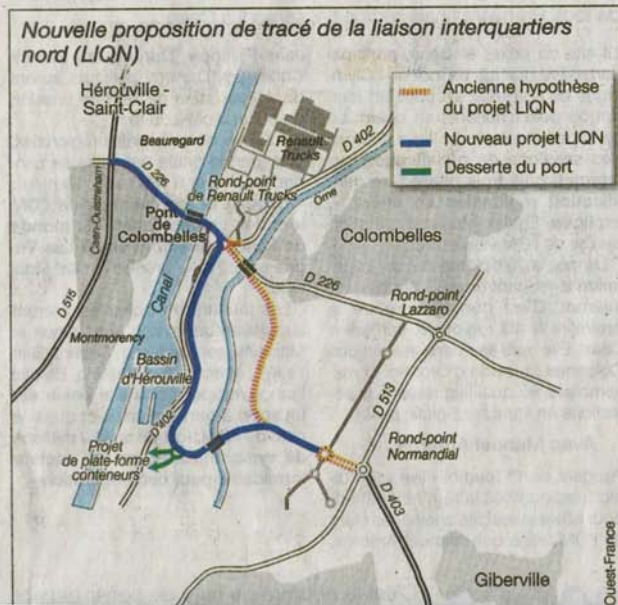 Nouvelle proposition de tracé de la liaison interquartiers
nord (LIQN)
Hérouville -
Saint-Clair
Ancienne hypothèse
du projet LIQN
Nouveau projet LIQN
Desserte du port
Beauregard
Renault
Trucks
D 402
Rond-point
de Renault Trucks
Orne
D 226
Pont
de
Colombelles
Colombelles
Caen-Ouistreham
D 515
Canal
D 226
Rond-point
Lazzaro
Montmorency
Bassin
d'Hérouville
D 513
D 402
Projet
de plate-forme
conteneurs
Rond-point
Normandial
D 403
Giberville
Ouest-France